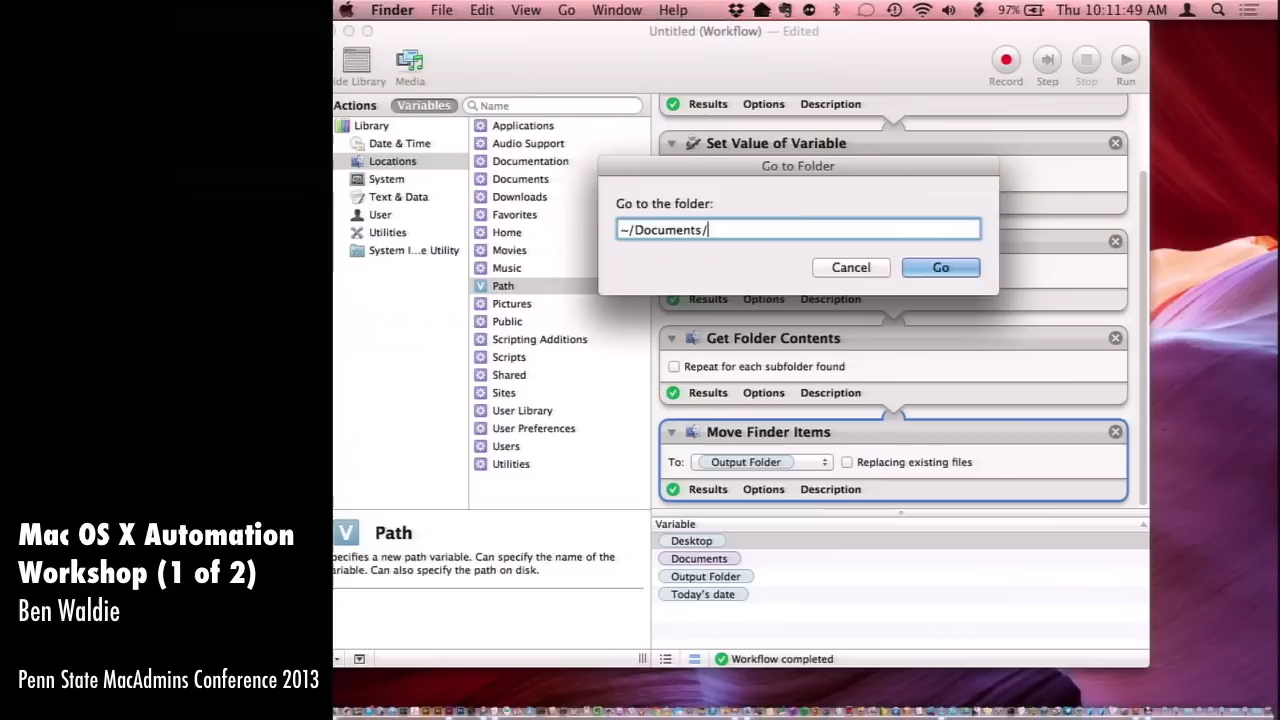 Finder File Edit View Go Window Help 97% Thu 10:11:49 AM
Untitled (Workflow) — Edited
de Library Media Record Step Stop Run
Actions Variables Name
Library
Date & Time
Locations
System
Text & Data
User
Utilities
System I...e Utility
Applications
Audio Support
Documentation
Documents
Downloads
Favorites
Home
Movies
Music
Path
Pictures
Public
Scripting Additions
Scripts
Shared
Sites
User Library
User Preferences
Users
Utilities
Results Options Description
Set Value of Variable
Go to Folder
Go to the folder:
~/Documents/
Cancel Go
Results Options Description
Get Folder Contents
Repeat for each subfolder found
Results Options Description
Move Finder Items
To: Output Folder Replacing existing files
Results Options Description
V Path
pecifies a new path variable. Can specify the name of the
riable. Can also specify the path on disk.
Variable
Desktop
Documents
Output Folder
Today's date
Workflow completed
Mac OS X Automation
Workshop (1 of 2)
Ben Waldie
Penn State MacAdmins Conference 2013